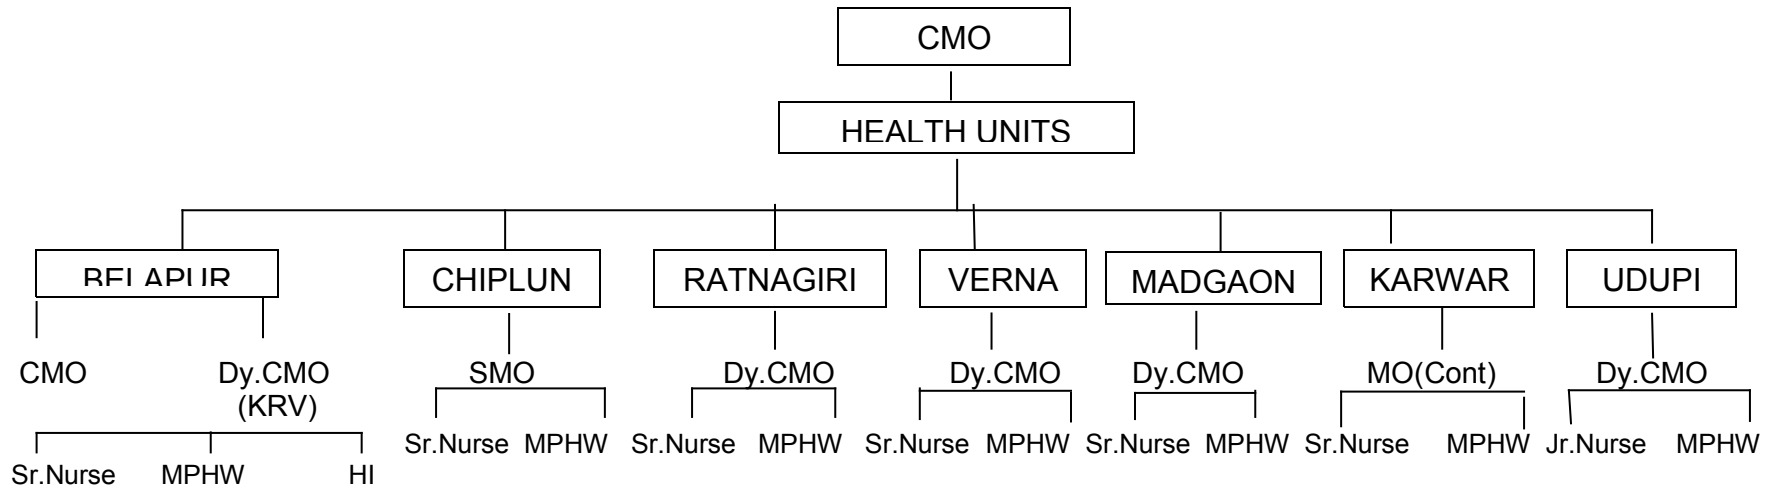 CMO
HEALTH UNITS
BELAPUR
CHIPLUN
RATNAGIRI
VERNA
MADGAON
KARWAR
UDUPI
CMO
Dy.CMO
(KRV)
SMO
Dy.CMO
Dy.CMO
Dy.CMO
MO(Cont)
Dy.CMO
Sr.Nurse MPHW HI
Sr.Nurse MPHW
Sr.Nurse MPHW
Sr.Nurse MPHW
Sr.Nurse MPHW
Sr.Nurse MPHW
Jr.Nurse MPHW